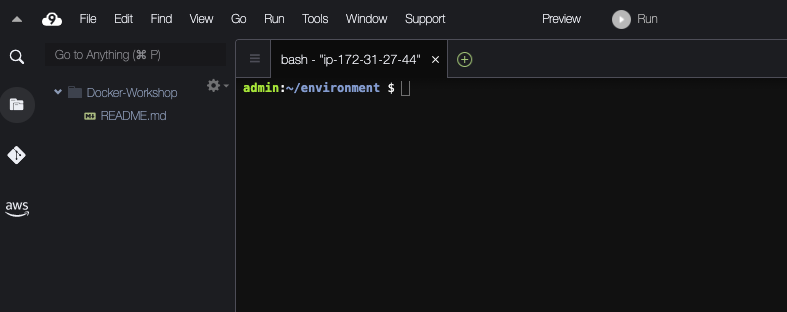 9 File Edit Find View Go Run Tools Window Support Preview Run
Go to Anything (⌘ P)
bash - "ip-172-31-27-44" ×
Docker-Workshop
README.md
admin:~/environment $
aws